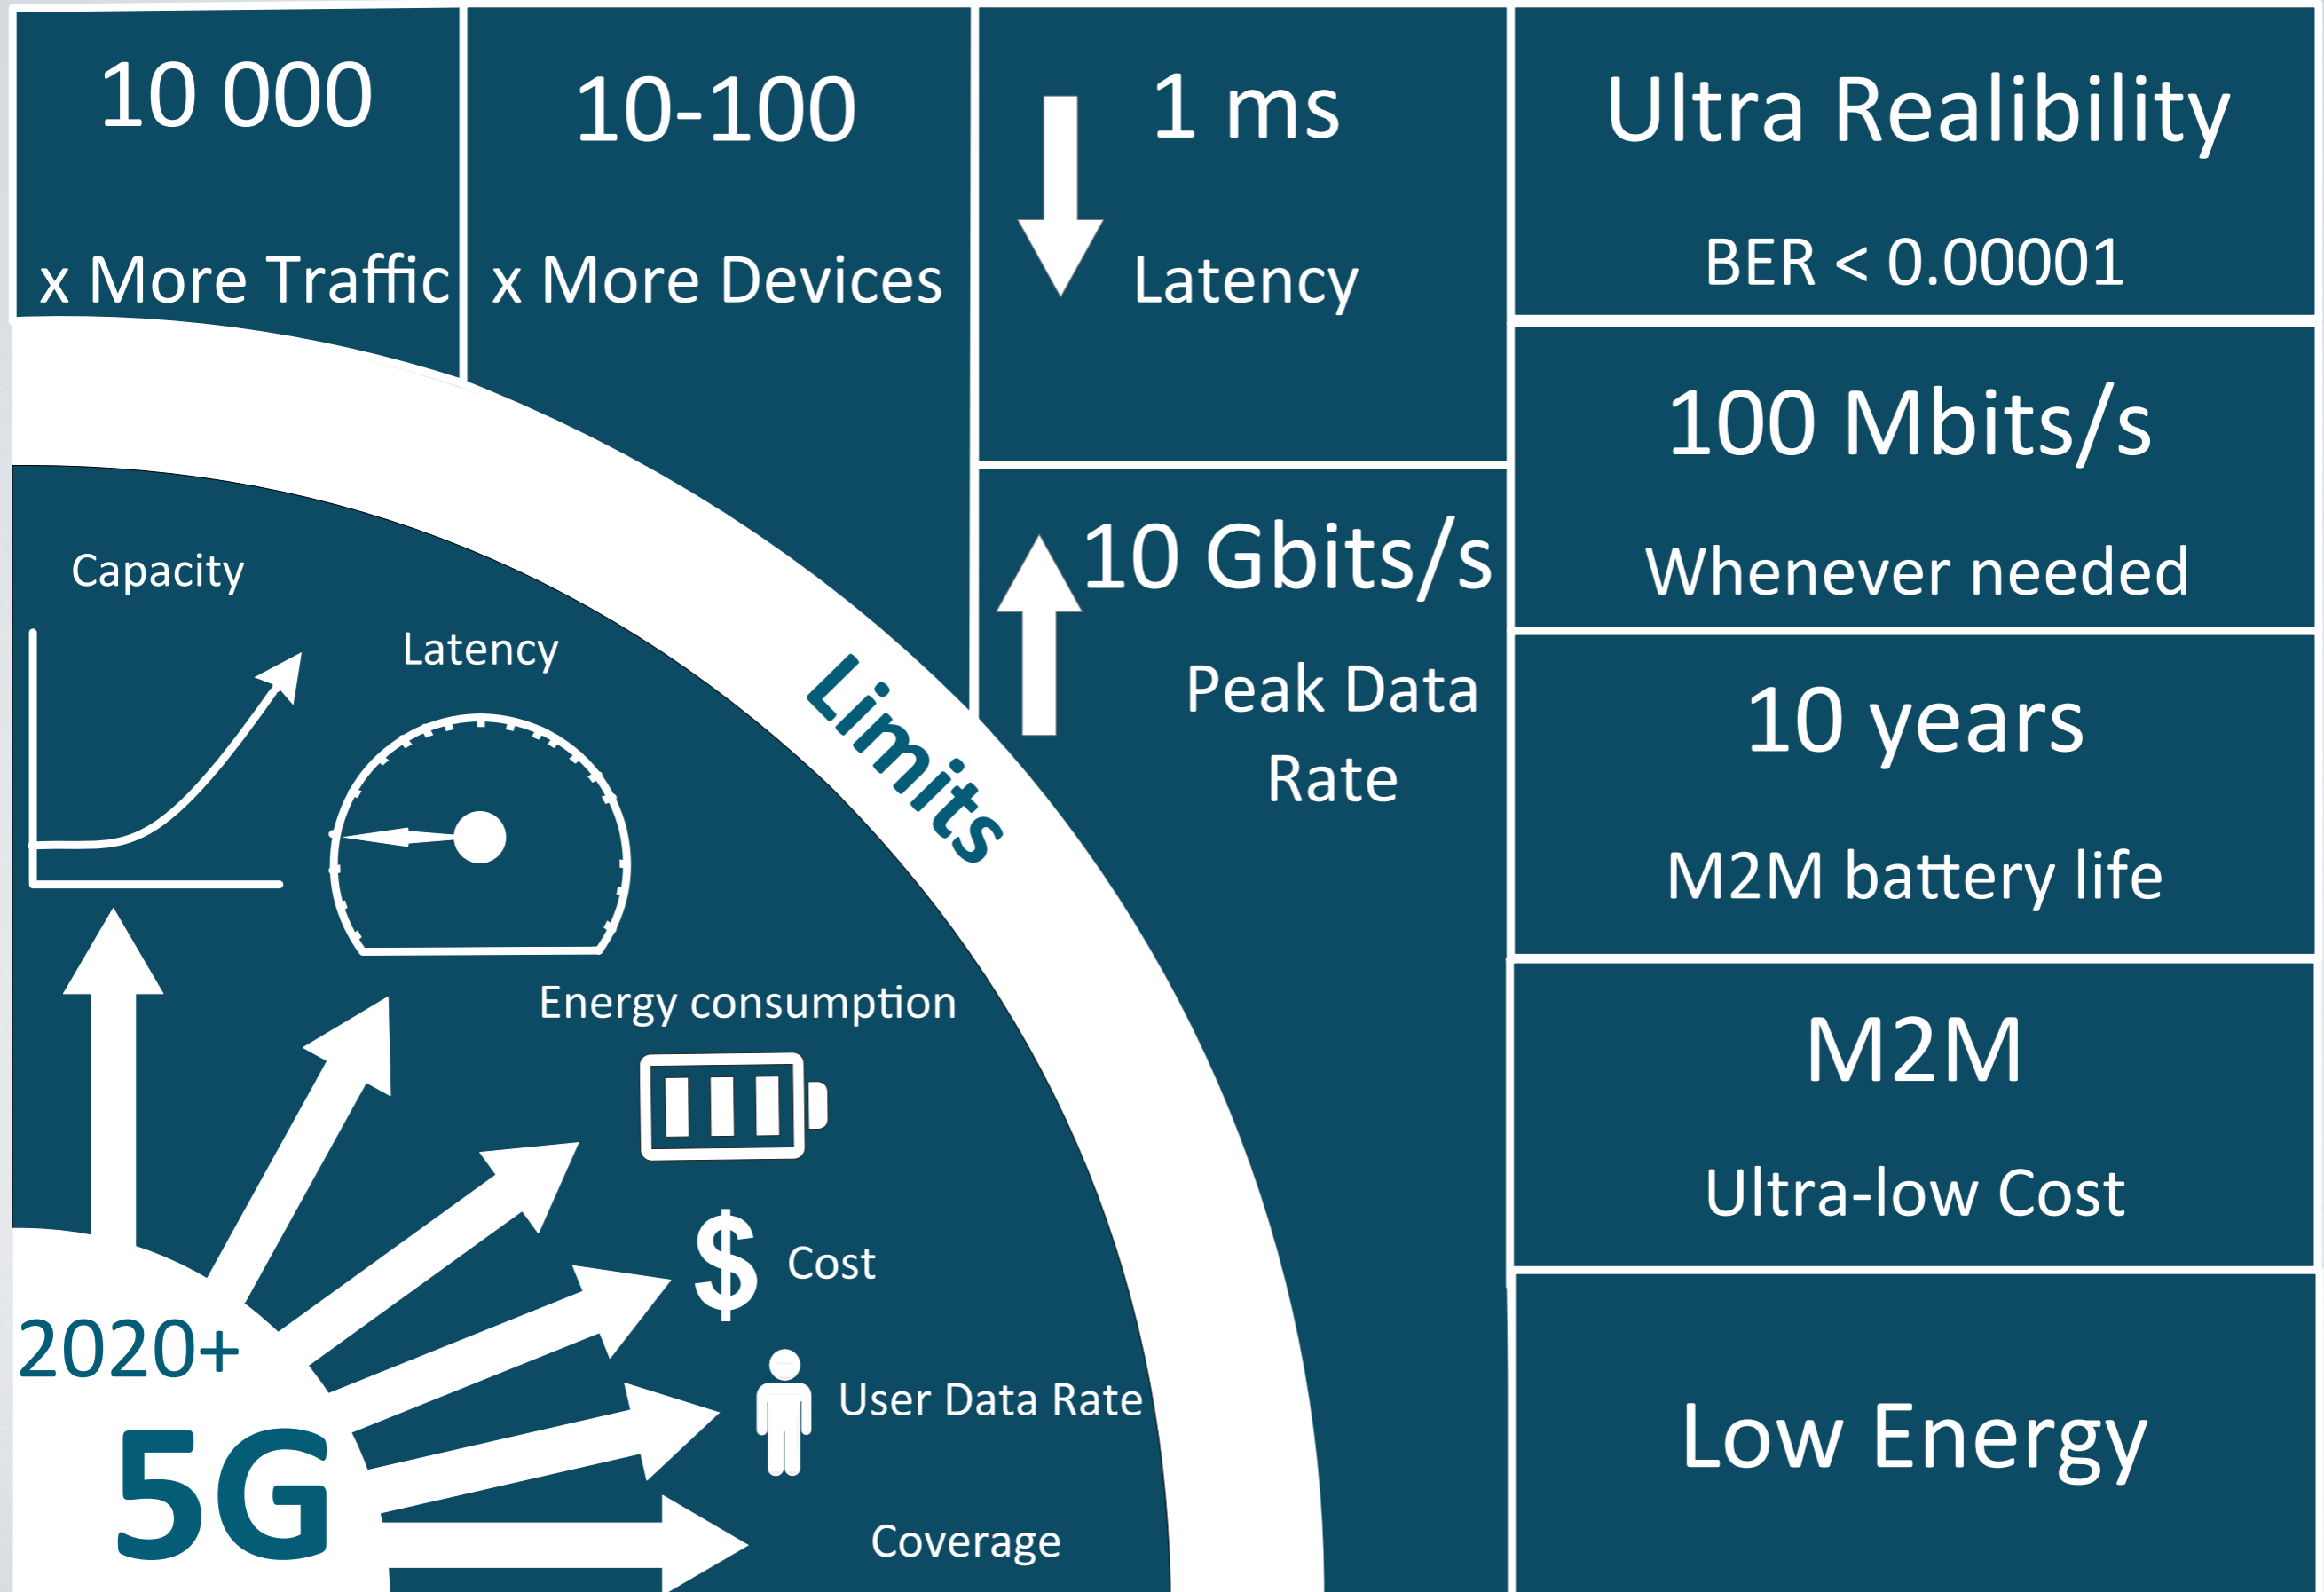 10 000
x More Traffic
10-100
x More Devices
1 ms
Latency
Ultra Realibility
BER < 0.00001
100 Mbits/s
Whenever needed
10 Gbits/s
Peak Data
Rate
10 years
M2M battery life
M2M
Ultra-low Cost
Low Energy
Limits
Capacity
Latency
Energy consumption
$ Cost
User Data Rate
Coverage
2020+
5G